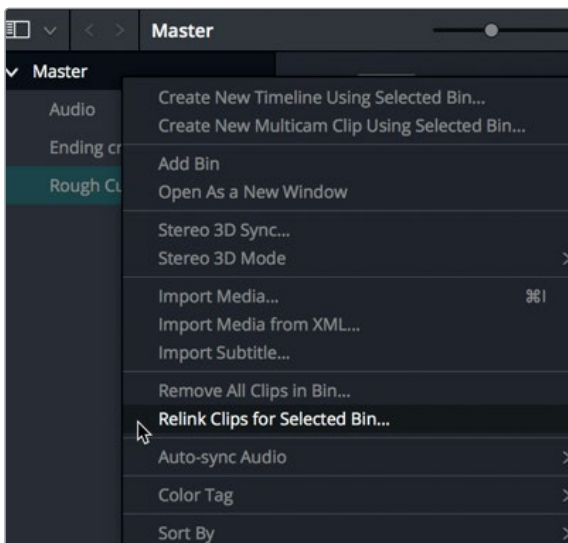 Master
Master
Audio
Ending cr
Rough Cu
Create New Timeline Using Selected Bin...
Create New Multicam Clip Using Selected Bin...
Add Bin
Open As a New Window
Stereo 3D Sync...
Stereo 3D Mode
Import Media... ⌘I
Import Media from XML...
Import Subtitle...
Remove All Clips in Bin...
Relink Clips for Selected Bin...
Auto-sync Audio
Color Tag
Sort By